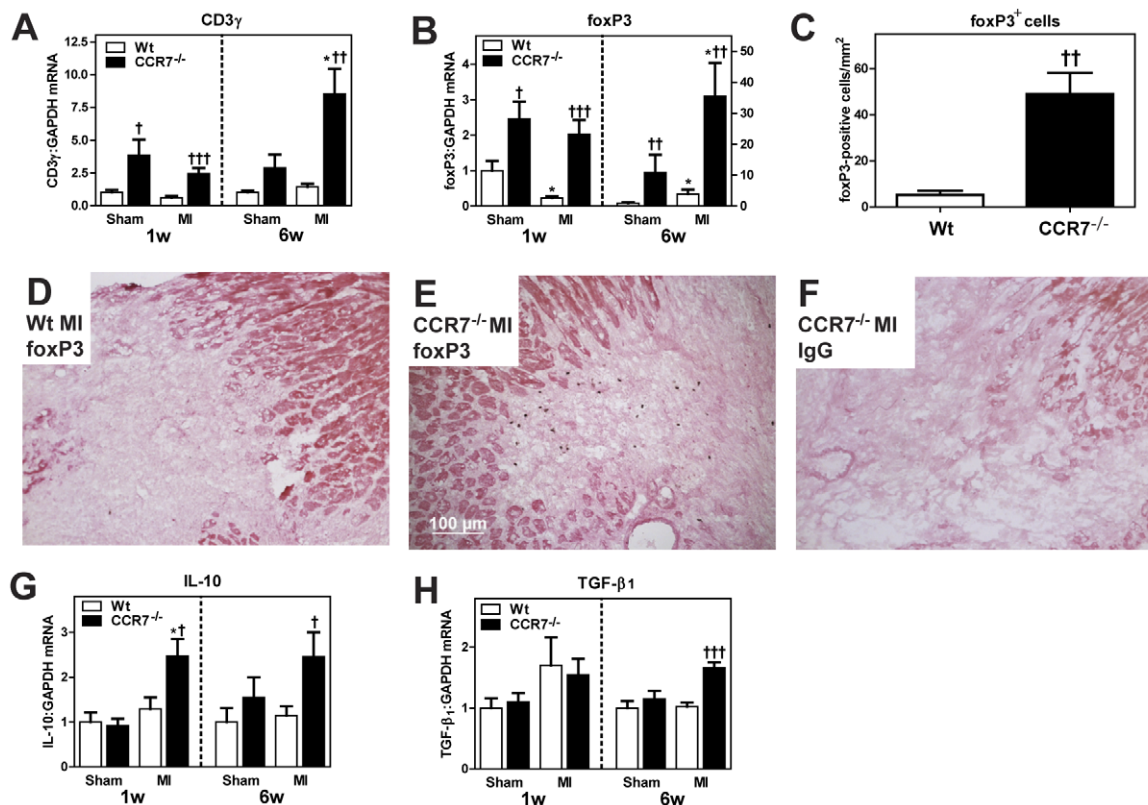 A
CD3γ
CD3γ:GAPDH mRNA
12.5
10.0
7.5
5.0
2.5
0.0
Wt
CCR7-/-
†
†††
*††
Sham MI Sham MI
1w 6w
B
foxP3
foxP3:GAPDH mRNA
4
3
2
1
0
Wt
CCR7-/-
†
*
†††
††
*
*††
50
40
30
20
10
0
Sham MI Sham MI
1w 6w
C
foxP3+ cells
foxP3-positive cells/mm2
60
40
20
0
††
Wt CCR7-/-
D
Wt MI
foxP3
E
CCR7-/- MI
foxP3
100 µm
F
CCR7-/- MI
IgG
G
IL-10
IL-10:GAPDH mRNA
3
2
1
0
Wt
CCR7-/-
*†
†
Sham MI Sham MI
1w 6w
H
TGF-β1
TGF-β1:GAPDH mRNA
2
1
0
Wt
CCR7-/-
†††
Sham MI Sham MI
1w 6w